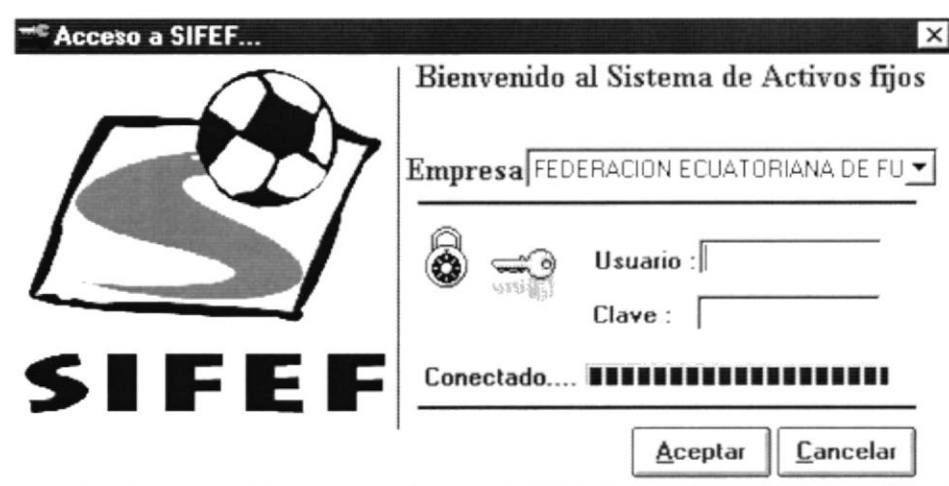 Acceso a SIFEF...
Bienvenido al Sistema de Activos fijos
Empresa FEDERACION ECUATORIANA DE FU
Usuario :
Clave :
SIFEF
Conectado....
Aceptar Cancelar